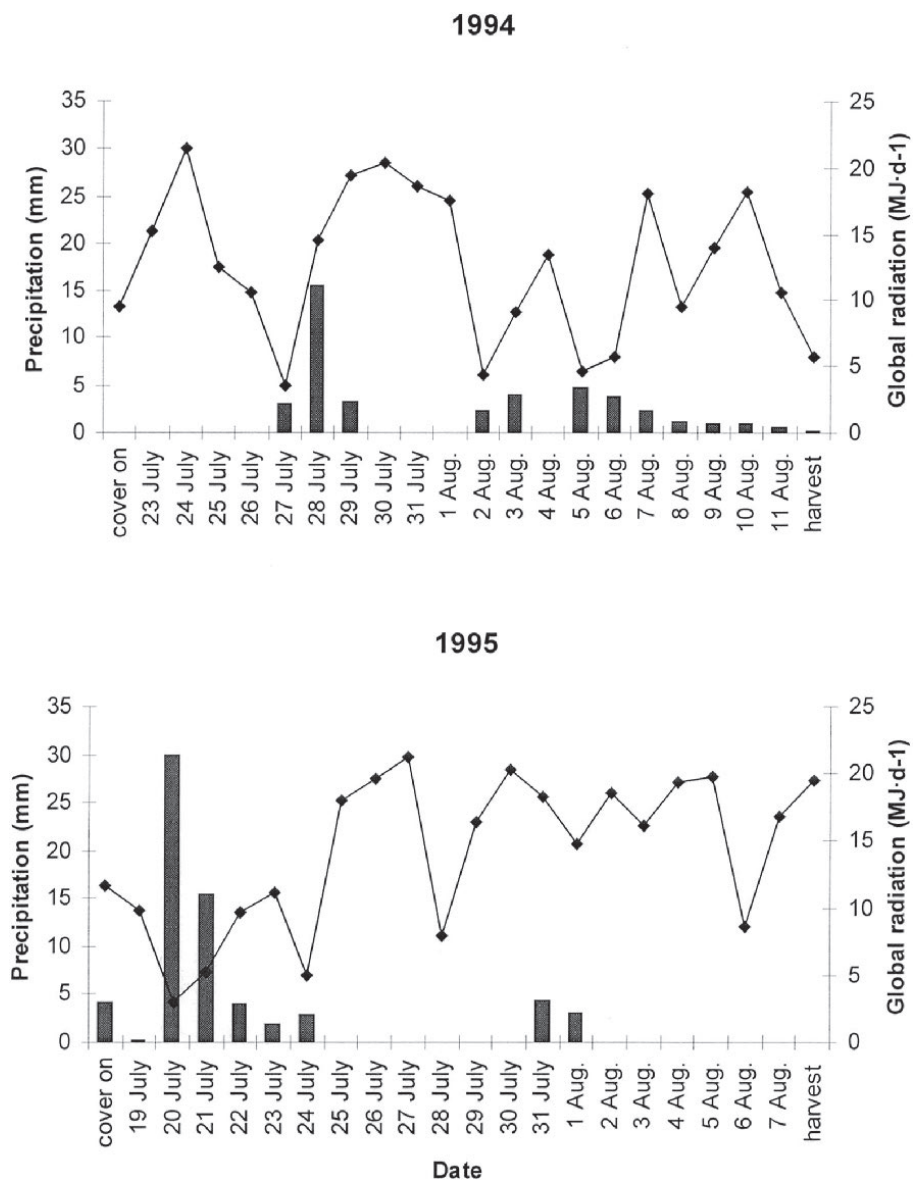 1994
Precipitation (mm)
35
30
25
20
15
10
5
0
Global radiation (MJ·d-1)
25
20
15
10
5
0
cover on
23 July
24 July
25 July
26 July
27 July
28 July
29 July
30 July
31 July
1 Aug.
2 Aug.
3 Aug.
4 Aug.
5 Aug.
6 Aug.
7 Aug.
8 Aug.
9 Aug.
10 Aug.
11 Aug.
harvest
1995
Precipitation (mm)
35
30
25
20
15
10
5
0
Global radiation (MJ·d-1)
25
20
15
10
5
0
cover on
19 July
20 July
21 July
22 July
23 July
24 July
25 July
26 July
27 July
28 July
29 July
30 July
31 July
1 Aug.
2 Aug.
3 Aug.
4 Aug.
5 Aug.
6 Aug.
7 Aug.
harvest
Date